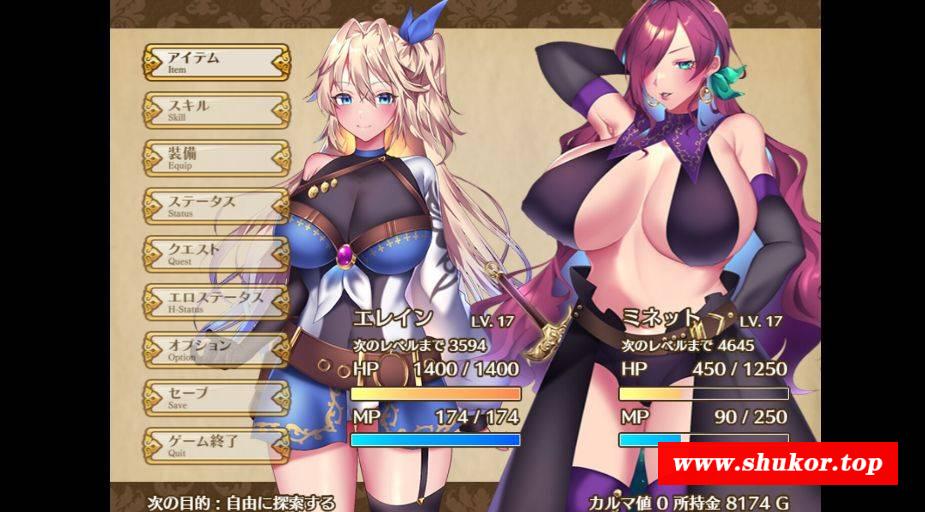 アイテム
Item
スキル
Skill
装備
Equip
ステータス
Status
クエスト
Quest
エロステータス
H-Status
オプション
Option
セーブ
Save
ゲーム終了
Quit
エレイン LV. 17
次のレベルまで 3594
HP 1400 / 1400
MP 174 / 174
ミネット LV. 17
次のレベルまで 4645
HP 450 / 1250
MP 90 / 250
www.shukor.top
次の目的 : 自由に探索する
カルマ値 0 所持金 8174 G